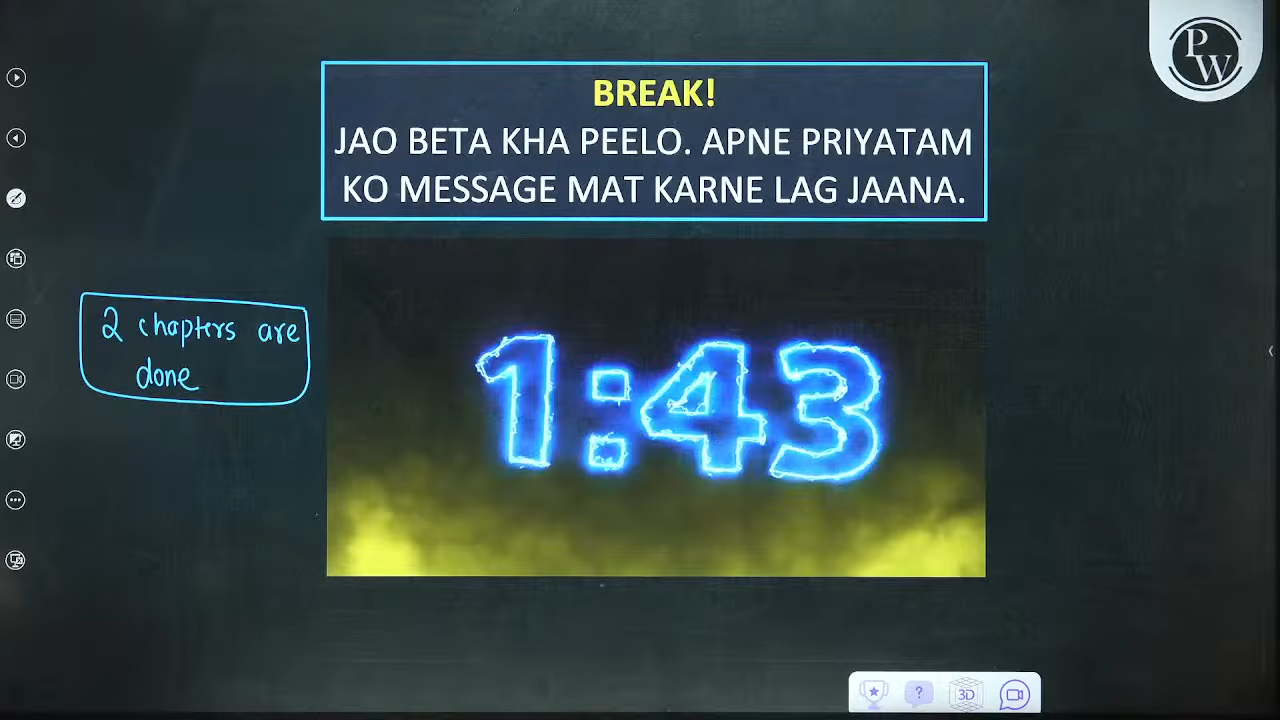 BREAK!
JAO BETA KHA PEELO. APNE PRIYATAM
KO MESSAGE MAT KARNE LAG JAANA.
PW
2 chapters are
done
1:43
?
3D